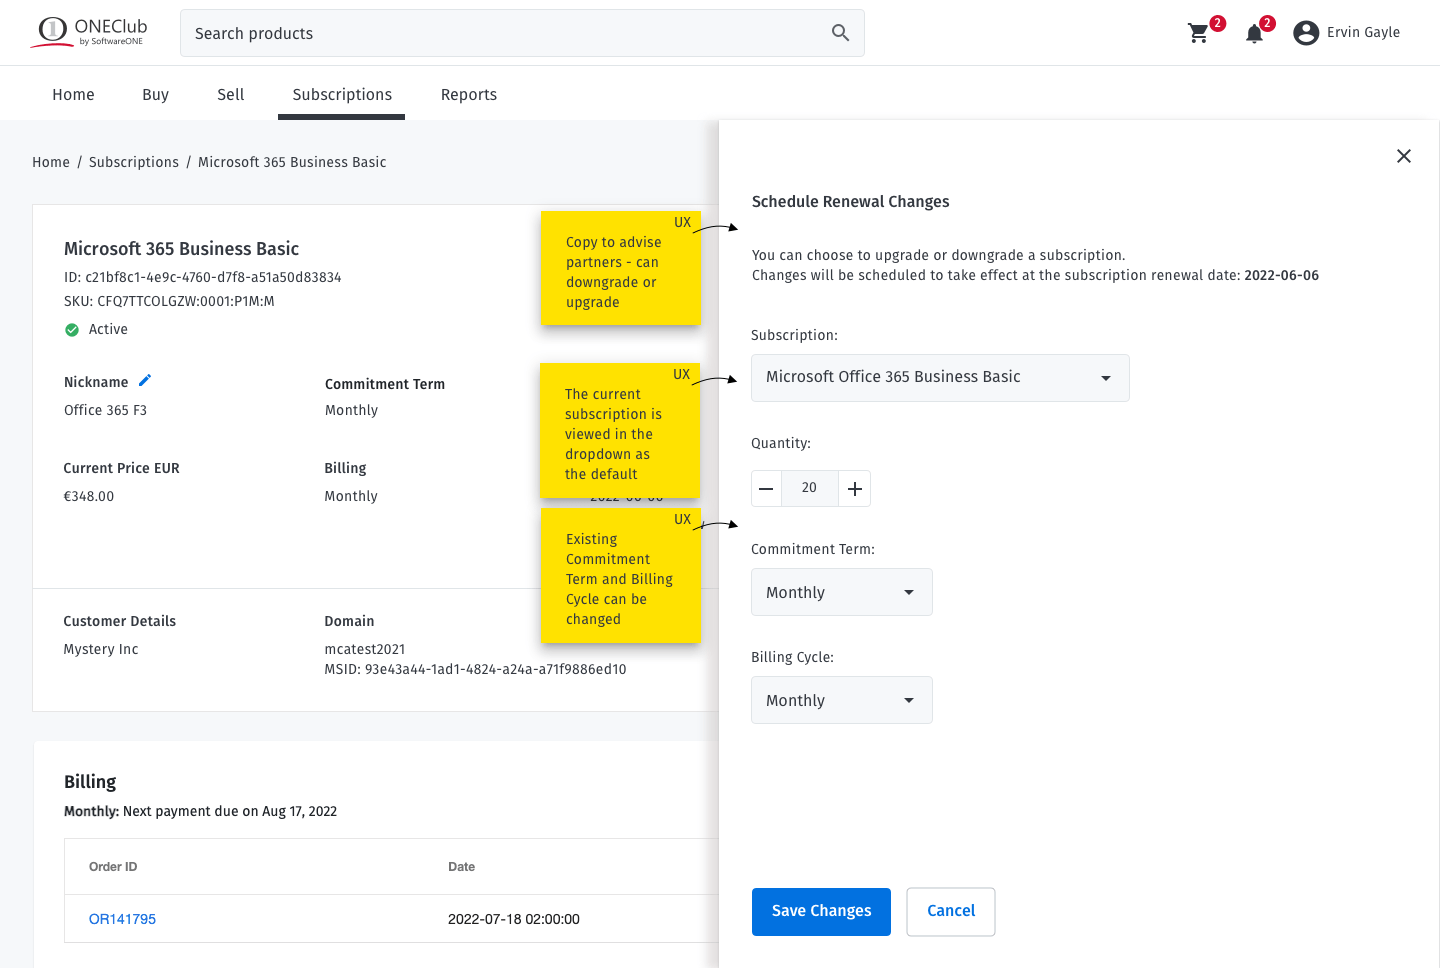 ONEClub
by SoftwareONE
Search products
2
2
Ervin Gayle
Home
Buy
Sell
Subscriptions
Reports
Home / Subscriptions / Microsoft 365 Business Basic
Microsoft 365 Business Basic
ID: c21bf8c1-4e9c-4760-d7f8-a51a50d83834
SKU: CFQ7TTCOLGZW:0001:P1M:M
Active
Nickname
Office 365 F3
Commitment Term
Monthly
Current Price EUR
€348.00
Billing
Monthly
Customer Details
Mystery Inc
Domain
mcatest2021
MSID: 93e43a44-1ad1-4824-a24a-a71f9886ed10
UX
Copy to advise
partners - can
downgrade or
upgrade
UX
The current
subscription is
viewed in the
dropdown as
the default
UX
Existing
Commitment
Term and Billing
Cycle can be
changed
Billing
Monthly: Next payment due on Aug 17, 2022
Order ID
Date
OR141795
2022-07-18 02:00:00
Schedule Renewal Changes
You can choose to upgrade or downgrade a subscription.
Changes will be scheduled to take effect at the subscription renewal date: 2022-06-06
Subscription:
Microsoft Office 365 Business Basic
Quantity:
20
Commitment Term:
Monthly
Billing Cycle:
Monthly
Save Changes
Cancel